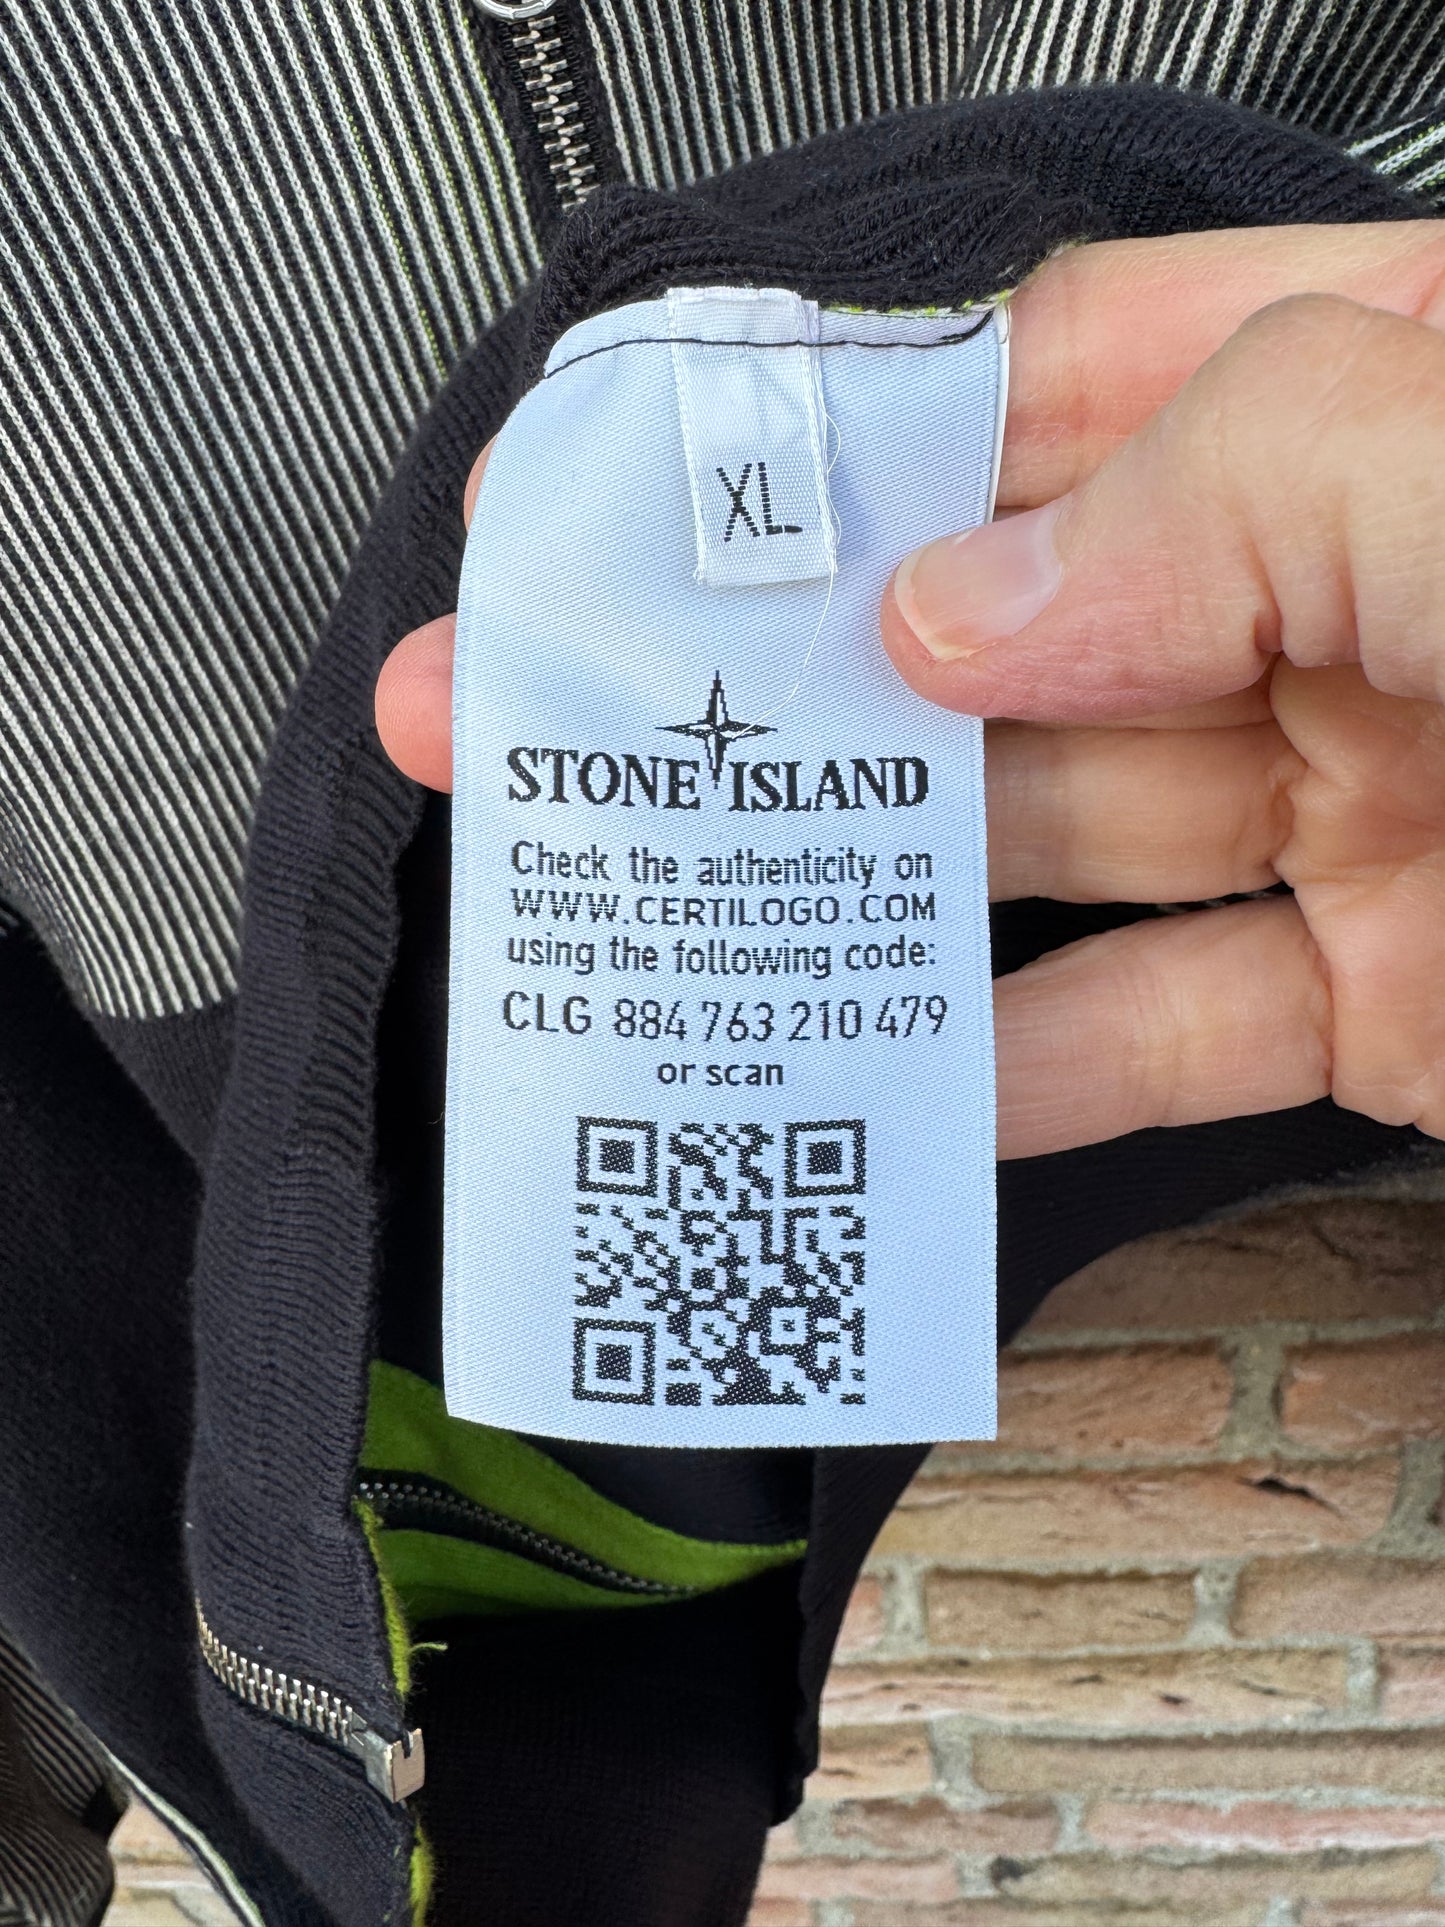 XL
STONE ISLAND
Check the authenticity on
WWW.CERTILOGO.COM
using the following code:
CLG 884 763 210 479
or scan